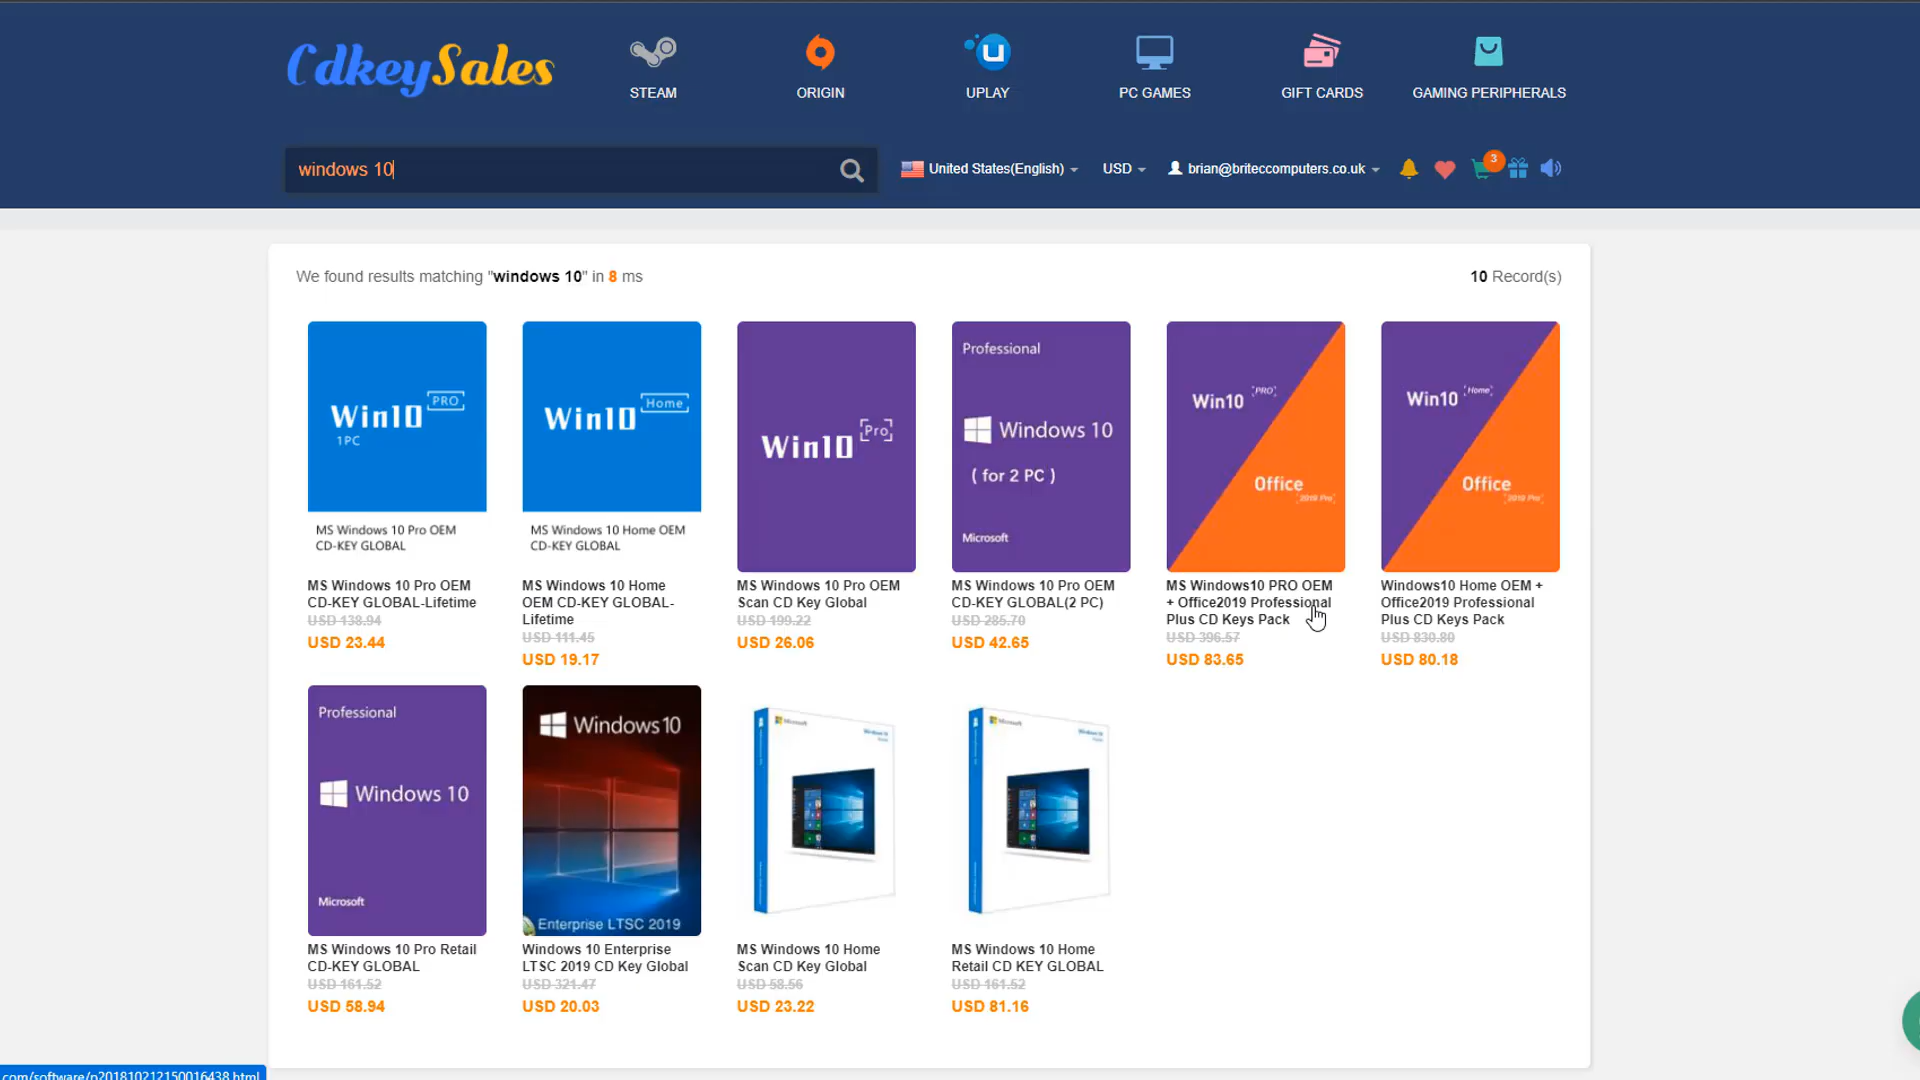 CdkeySales
STEAM
ORIGIN
UPLAY
PC GAMES
GIFT CARDS
GAMING PERIPHERALS
windows 10
United States(English)
USD
brian@briteccomputers.co.uk
3
We found results matching "windows 10" in 8 ms
10 Record(s)
Win10 PRO
1PC
MS Windows 10 Pro OEM
CD-KEY GLOBAL
MS Windows 10 Pro OEM
CD-KEY GLOBAL-Lifetime
USD 138.94
USD 23.44
Win10 Home
MS Windows 10 Home OEM
CD-KEY GLOBAL
MS Windows 10 Home
OEM CD-KEY GLOBAL-
Lifetime
USD 111.45
USD 19.17
Win10 Pro
MS Windows 10 Pro OEM
Scan CD Key Global
USD 199.22
USD 26.06
Professional
Windows 10
( for 2 PC )
Microsoft
MS Windows 10 Pro OEM
CD-KEY GLOBAL(2 PC)
USD 285.70
USD 42.65
Win10 PRO
Office
2019 Pro
MS Windows10 PRO OEM
+ Office2019 Professional
Plus CD Keys Pack
USD 396.57
USD 83.65
Win10 Home
Office
2019 Pro
Windows10 Home OEM +
Office2019 Professional
Plus CD Keys Pack
USD 830.80
USD 80.18
Professional
Windows 10
Microsoft
MS Windows 10 Pro Retail
CD-KEY GLOBAL
USD 161.52
USD 58.94
Windows 10
Enterprise LTSC 2019
Windows 10 Enterprise
LTSC 2019 CD Key Global
USD 321.47
USD 20.03
Microsoft
Windows 10
MS Windows 10 Home
Scan CD Key Global
USD 58.56
USD 23.22
Microsoft
Windows 10
MS Windows 10 Home
Retail CD KEY GLOBAL
USD 161.52
USD 81.16
com/software/p201810212150016438.html